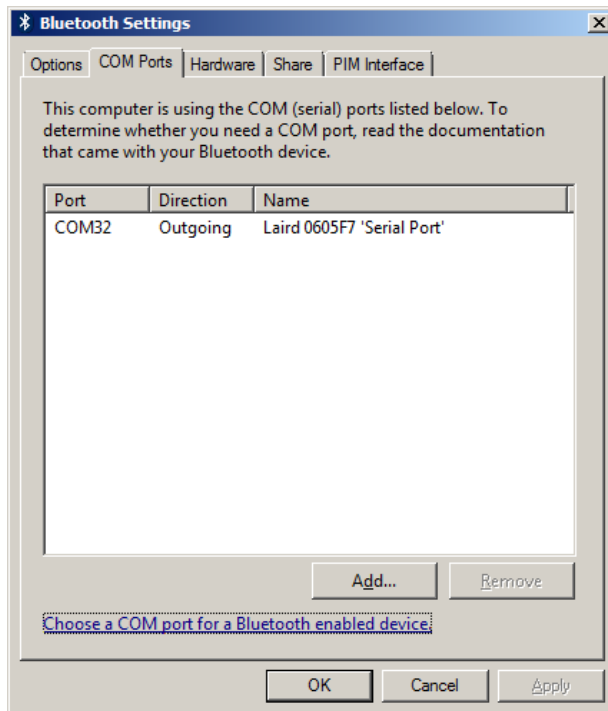 Bluetooth Settings
Options COM Ports Hardware Share PIM Interface
This computer is using the COM (serial) ports listed below. To
determine whether you need a COM port, read the documentation
that came with your Bluetooth device.
Port Direction Name
COM32 Outgoing Laird 0605F7 'Serial Port'
Add... Remove
Choose a COM port for a Bluetooth enabled device.
OK Cancel Apply